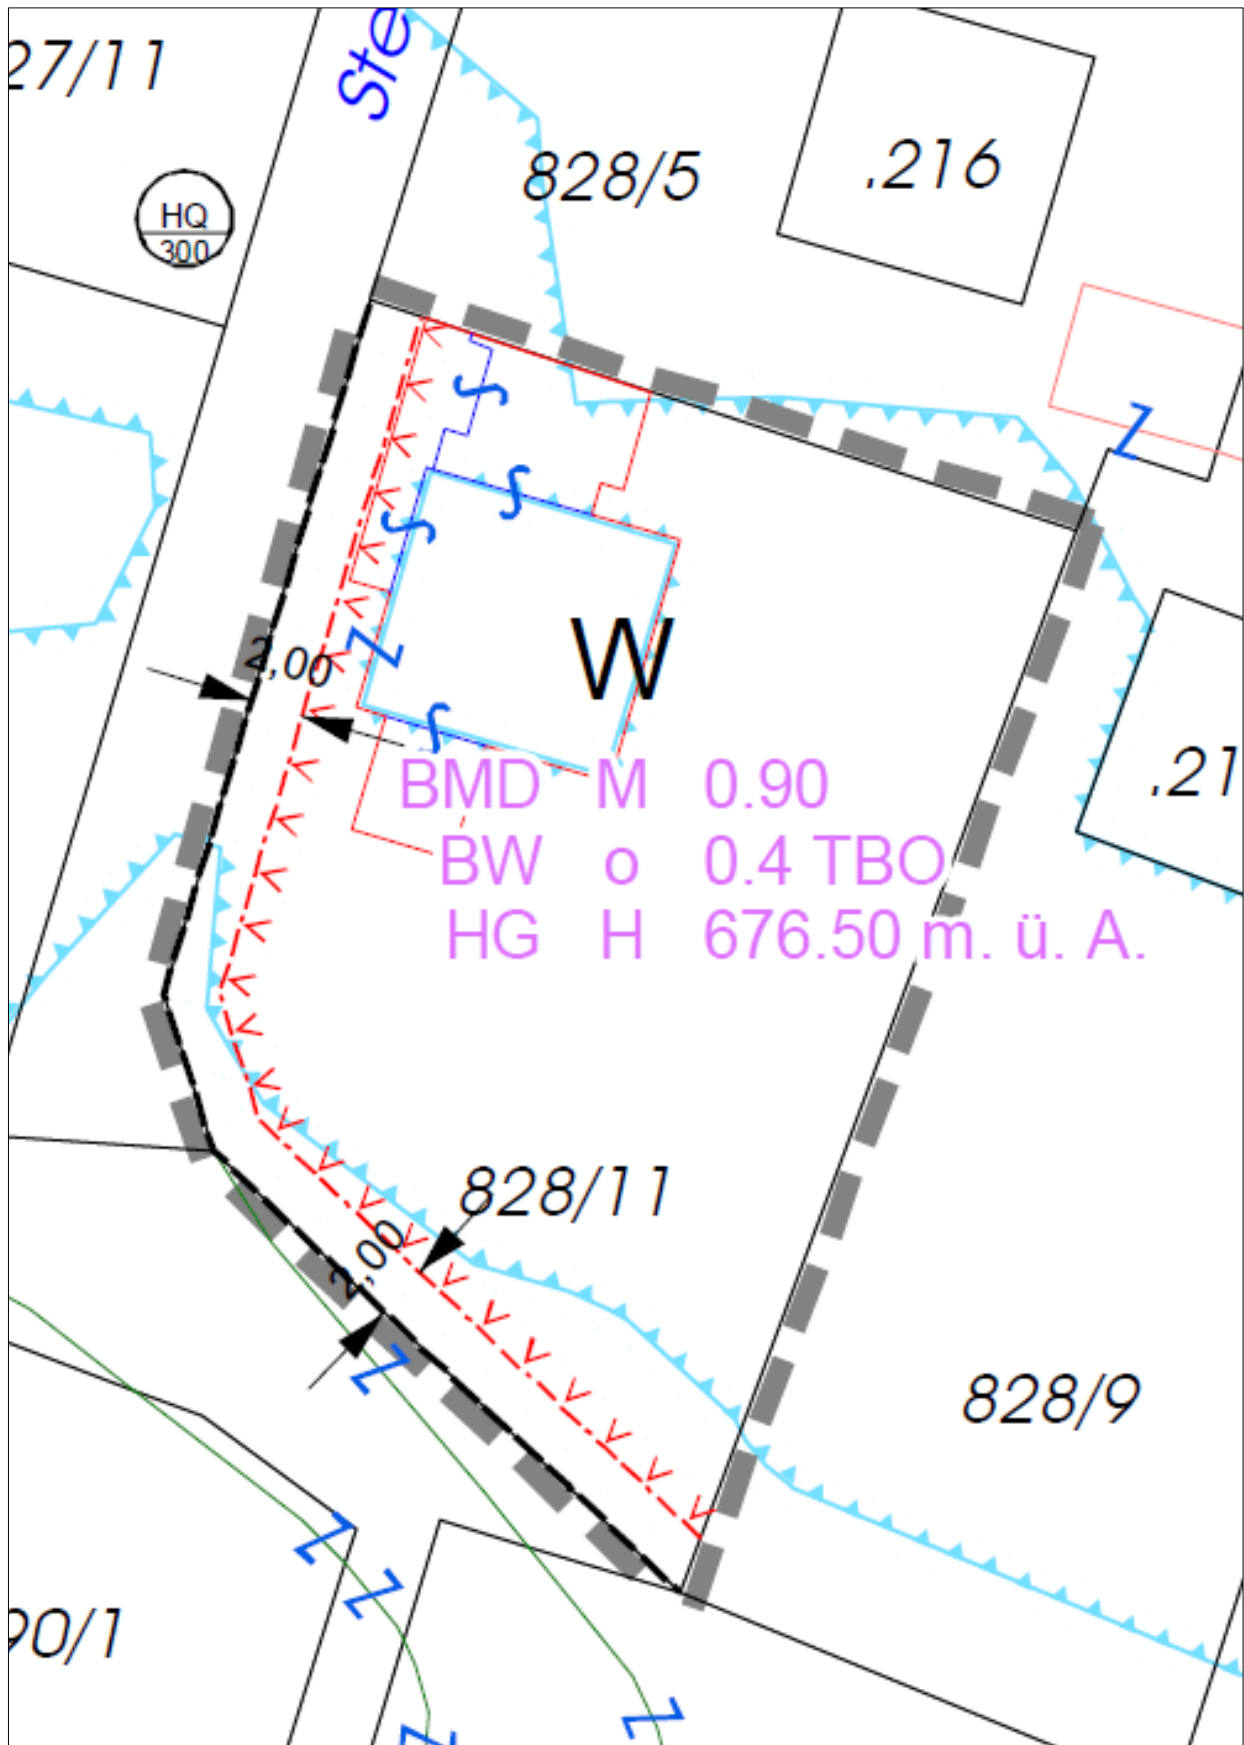 27/11
Ste
828/5
.216
HQ
300
2,00
W
BMD M 0.90
BW o 0.4 TBO
HG H 676.50 m. ü. A.
.21
828/11
2,00
828/9
90/1